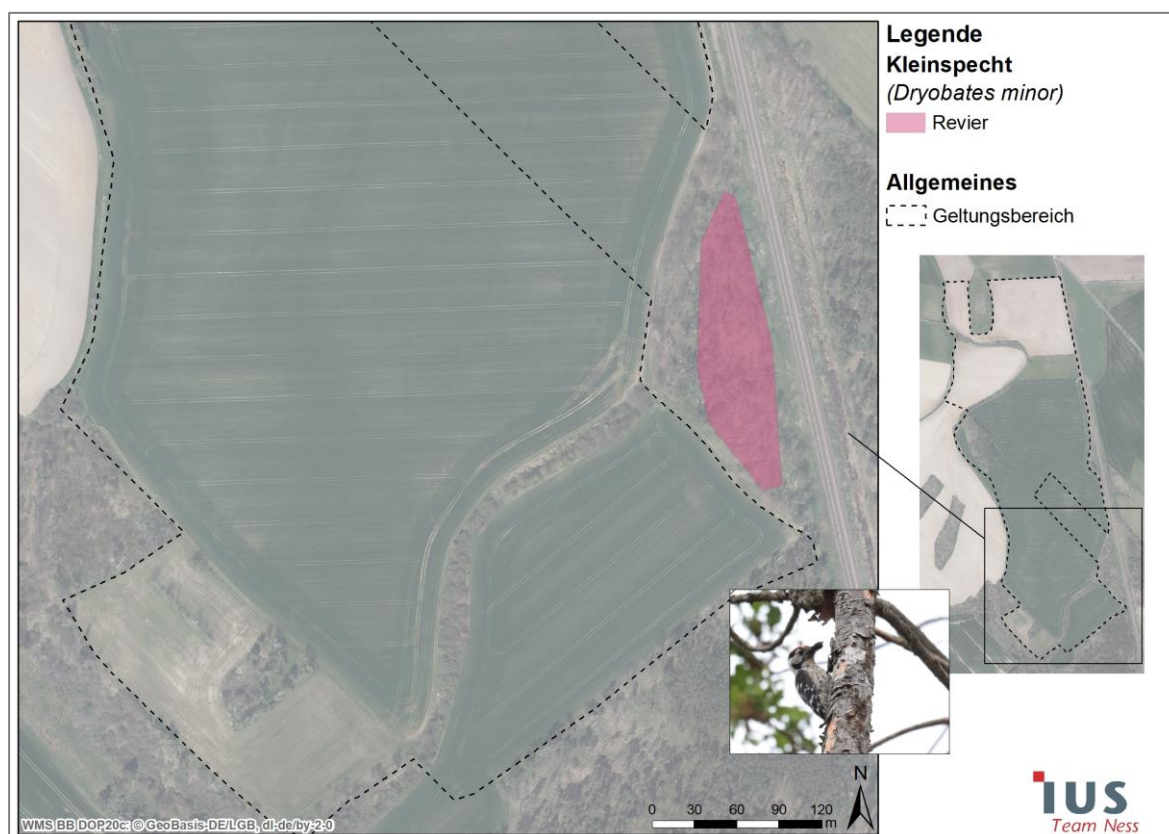 Legende
Kleinspecht
(Dryobates minor)
Revier
Allgemeines
Geltungsbereich
N
0 30 60 90 120
m
WMS BB DOP20c: © GeoBasis-DE/LGB, dl-de/by-2-0
IUS
Team Ness